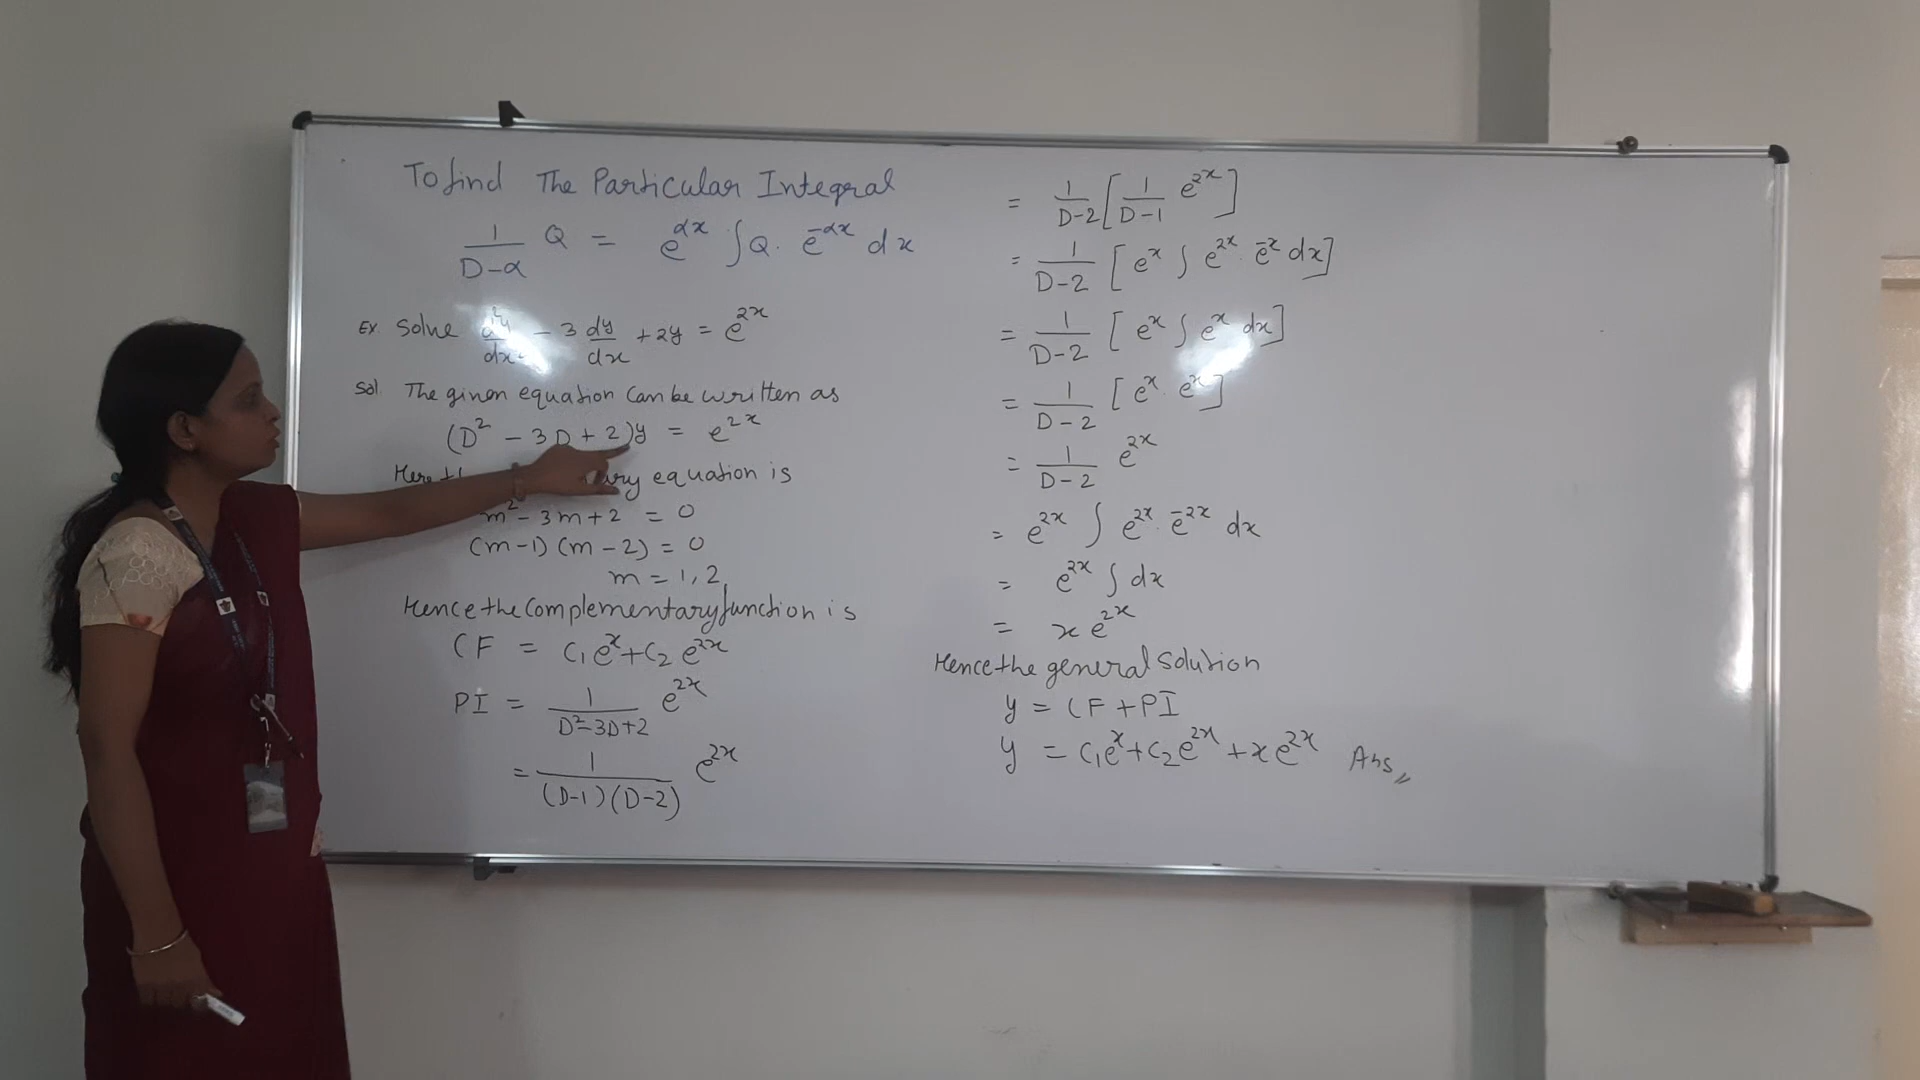 To find The Particular Integral
1/(D-α) Q = e^αx ∫Q. e^-αx dx
Ex. Solve d²y/dx² - 3 dy/dx + 2y = e^2x
Sol. The given equation can be written as
(D² - 3D + 2)y = e^2x
Here equation is
m² - 3m + 2 = 0
(m-1) (m-2) = 0
m = 1, 2
Hence the Complementary function is
CF = C₁e^x + C₂ e^2x
PI = 1/(D²-3D+2) e^2x
= 1/((D-1)(D-2)) e^2x
= 1/(D-2) [1/(D-1) e^2x]
= 1/(D-2) [e^x ∫ e^2x. e^-x dx]
= 1/(D-2) [e^x ∫ e^x dx]
= 1/(D-2) [e^x. e^x]
= 1/(D-2) e^2x
= e^2x ∫ e^2x. e^-2x dx
= e^2x ∫ dx
= x e^2x
Hence the general solution
y = CF + PI
y = C₁e^x + C₂e^2x + xe^2x Ans